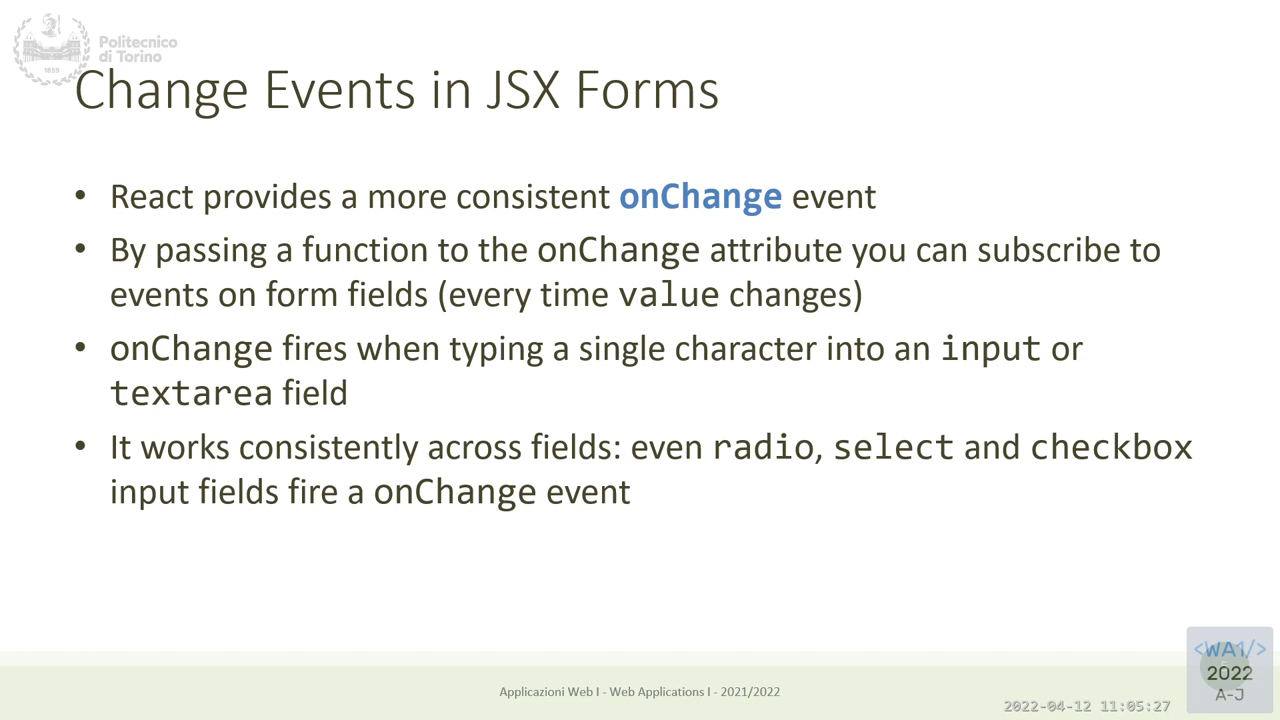 Politecnico
di Torino
1859
Change Events in JSX Forms
• React provides a more consistent onChange event
• By passing a function to the onChange attribute you can subscribe to
events on form fields (every time value changes)
• onChange fires when typing a single character into an input or
textarea field
• It works consistently across fields: even radio, select and checkbox
input fields fire a onChange event
Applicazioni Web I - Web Applications I - 2021/2022
2022-04-12 11:05:27
<WA1/>
2022
A-J